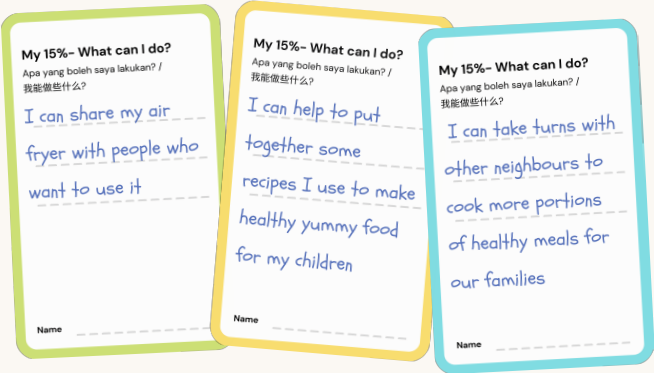 My 15%- What can I do?
Apa yang boleh saya lakukan? /
我能做些什么?
I can share my air
fryer with people who
want to use it
Name
My 15%- What can I do?
Apa yang boleh saya lakukan? /
我能做些什么?
I can help to put
together some
recipes I use to make
healthy yummy food
for my children
Name
My 15%- What can I do?
Apa yang boleh saya lakukan? /
我能做些什么?
I can take turns with
other neighbours to
cook more portions
of healthy meals for
our families
Name